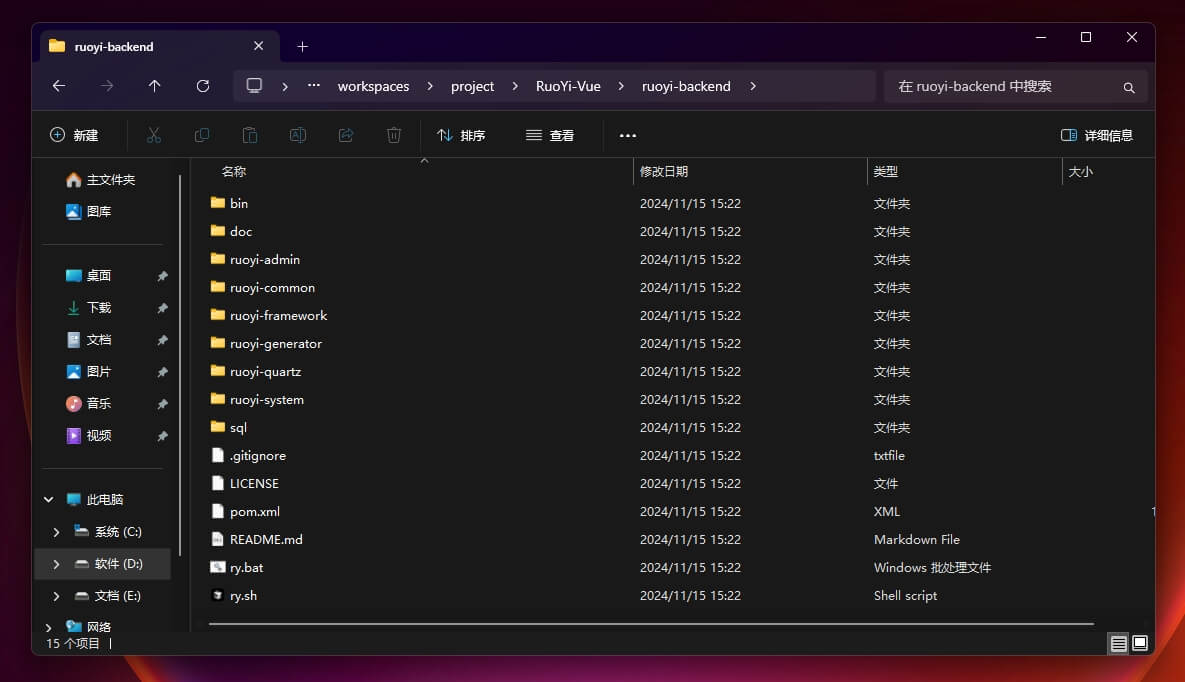 ruoyi-backend
workspaces project RuoYi-Vue ruoyi-backend
在 ruoyi-backend 中搜索
新建 排序 查看 详细信息
主文件夹
图库
桌面
下载
文档
图片
音乐
视频
此电脑
系统 (C:)
软件 (D:)
文档 (E:)
网络
名称 修改日期 类型 大小
bin 2024/11/15 15:22 文件夹
doc 2024/11/15 15:22 文件夹
ruoyi-admin 2024/11/15 15:22 文件夹
ruoyi-common 2024/11/15 15:22 文件夹
ruoyi-framework 2024/11/15 15:22 文件夹
ruoyi-generator 2024/11/15 15:22 文件夹
ruoyi-quartz 2024/11/15 15:22 文件夹
ruoyi-system 2024/11/15 15:22 文件夹
sql 2024/11/15 15:22 文件夹
.gitignore 2024/11/15 15:22 txtfile
LICENSE 2024/11/15 15:22 文件
pom.xml 2024/11/15 15:22 XML 1
README.md 2024/11/15 15:22 Markdown File
ry.bat 2024/11/15 15:22 Windows 批处理文件
ry.sh 2024/11/15 15:22 Shell script
15 个项目